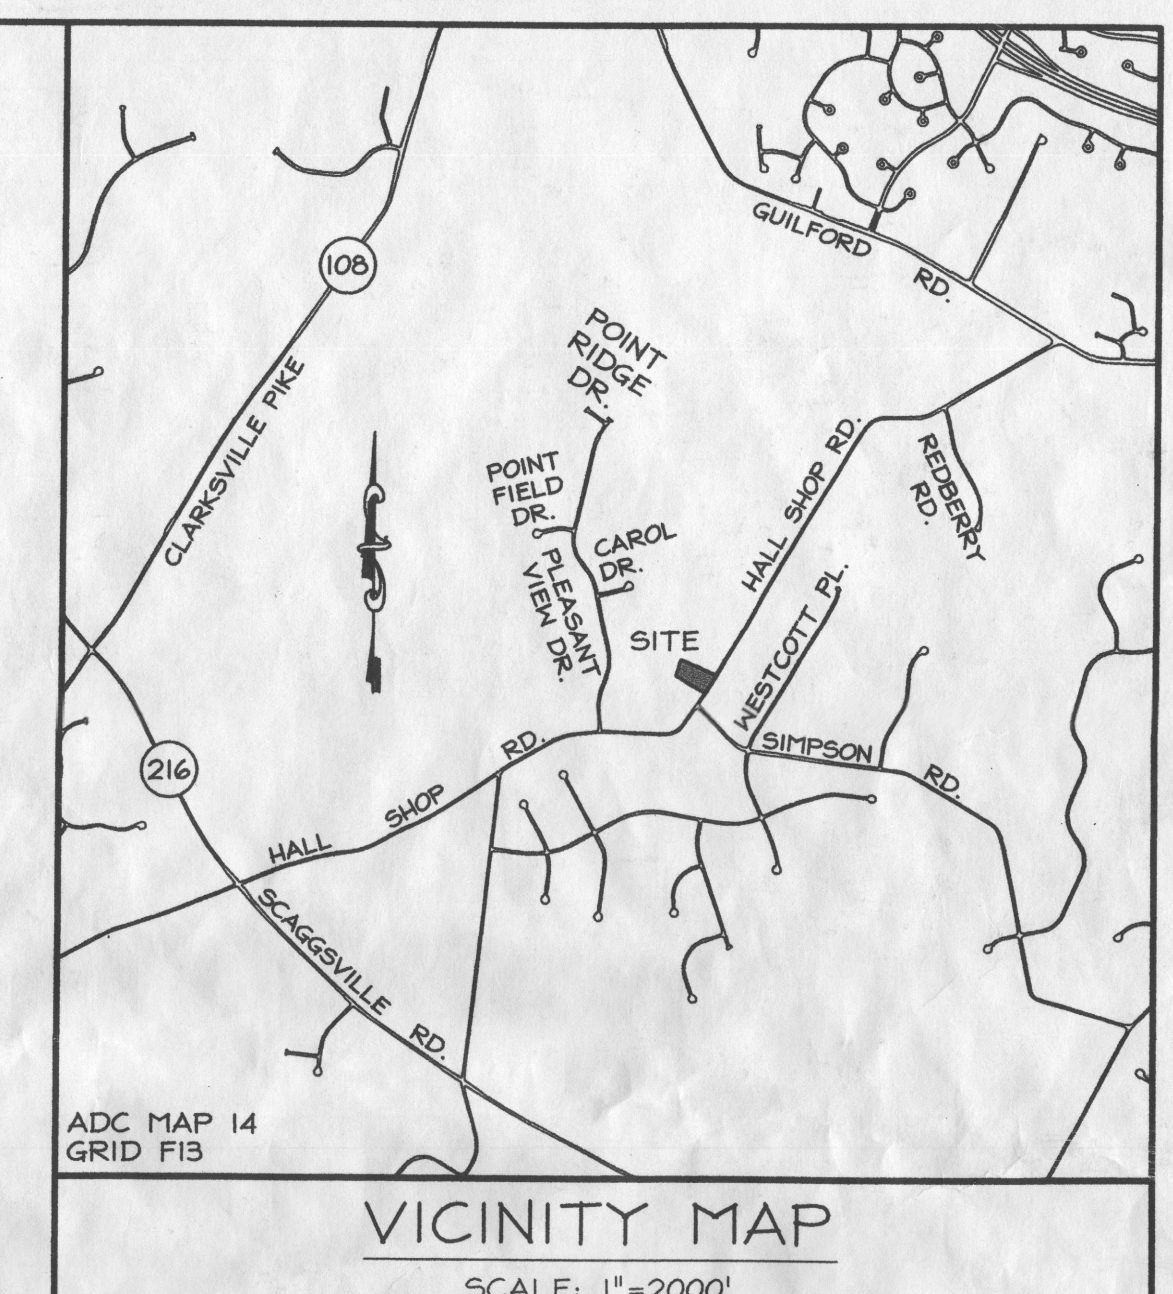 GUILFORD RD.
108
POINT
RIDGE
DR.
CLARKSVILLE PIKE
HALL SHOP RD.
REDBERRY
RD.
POINT
FIELD
DR.
CAROL
DR.
PLEASANT
VIEW DR.
WESTCOTT PL.
SITE
SIMPSON RD.
216
HALL SHOP RD.
SCAGGSVILLE RD.
ADC MAP 14
GRID F13
VICINITY MAP
SCALE: 1"=2000'